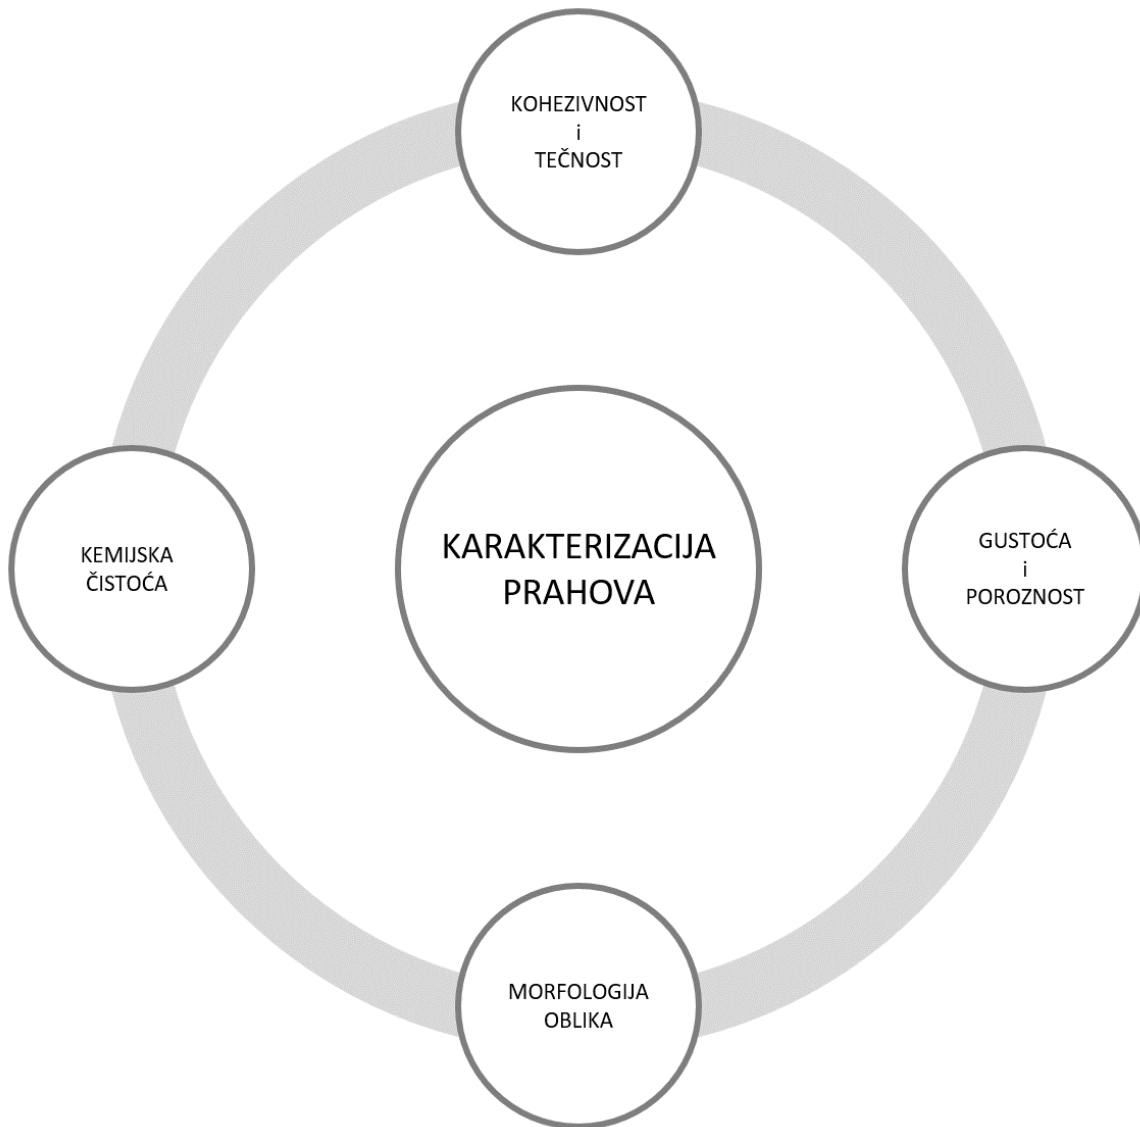 KOHEZIVNOST
i
TEČNOST
KEMIJSKA
ČISTOĆA
KARAKTERIZACIJA
PRAHOVA
GUSTOĆA
i
POROZNOST
MORFOLOGIJA
OBLIKA